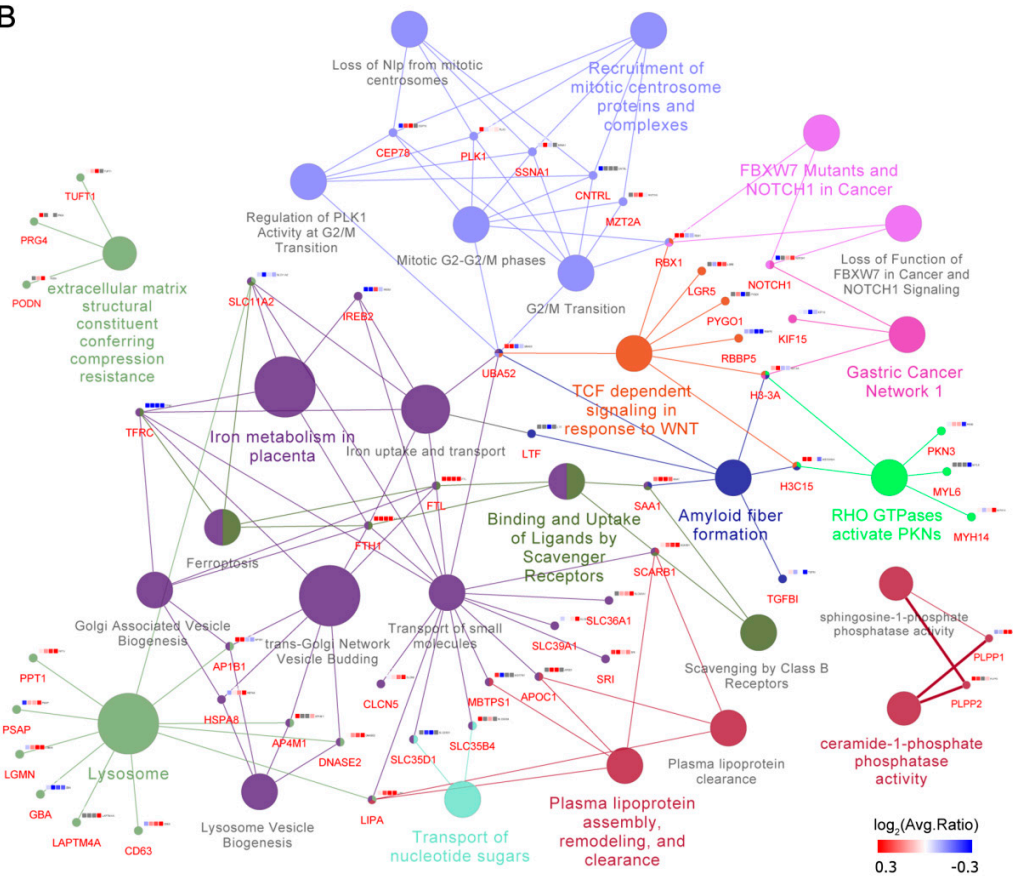 B
Loss of Nlp from mitotic
centrosomes
Recruitment of
mitotic centrosome
proteins and
complexes
CEP78
PLK1
SSNA1
CNTRL
MZT2A
FBXW7 Mutants and
NOTCH1 in Cancer
TUFT1
PRG4
PODN
extracellular matrix
structural
constituent
conferring
compression
resistance
Regulation of PLK1
Activity at G2/M
Transition
Mitotic G2-G2/M phases
G2/M Transition
RBX1
LGR5
PYGO1
RBBP5
NOTCH1
KIF15
Loss of Function of
FBXW7 in Cancer and
NOTCH1 Signaling
Gastric Cancer
Network 1
SLC11A2
IREB2
UBA52
H3-3A
TCF dependent
signaling in
response to WNT
TFRC
Iron metabolism in
placenta
Iron uptake and transport
LTF
H3C15
PKN3
MYL6
MYH14
FTL
FTH1
SAA1
Amyloid fiber
formation
RHO GTPases
activate PKNs
Binding and Uptake
of Ligands by
Scavenger
Receptors
Ferroptosis
SCARB1
TGFBI
Golgi Associated Vesicle
Biogenesis
trans-Golgi Network
Vesicle Budding
Transport of small
molecules
SLC36A1
SLC39A1
SRI
Scavenging by Class B
Receptors
sphingosine-1-phosphate
phosphatase activity
PLPP1
PLPP2
ceramide-1-phosphate
phosphatase
activity
PPT1
PSAP
LGMN
GBA
LAPTM4A
CD63
Lysosome
AP1B1
HSPA8
AP4M1
DNASE2
CLCN5
MBTPS1
APOC1
SLC35B4
SLC35D1
LIPA
Lysosome Vesicle
Biogenesis
Transport of
nucleotide sugars
Plasma lipoprotein
assembly,
remodeling, and
clearance
Plasma lipoprotein
clearance
log2(Avg.Ratio)
0.3
-0.3